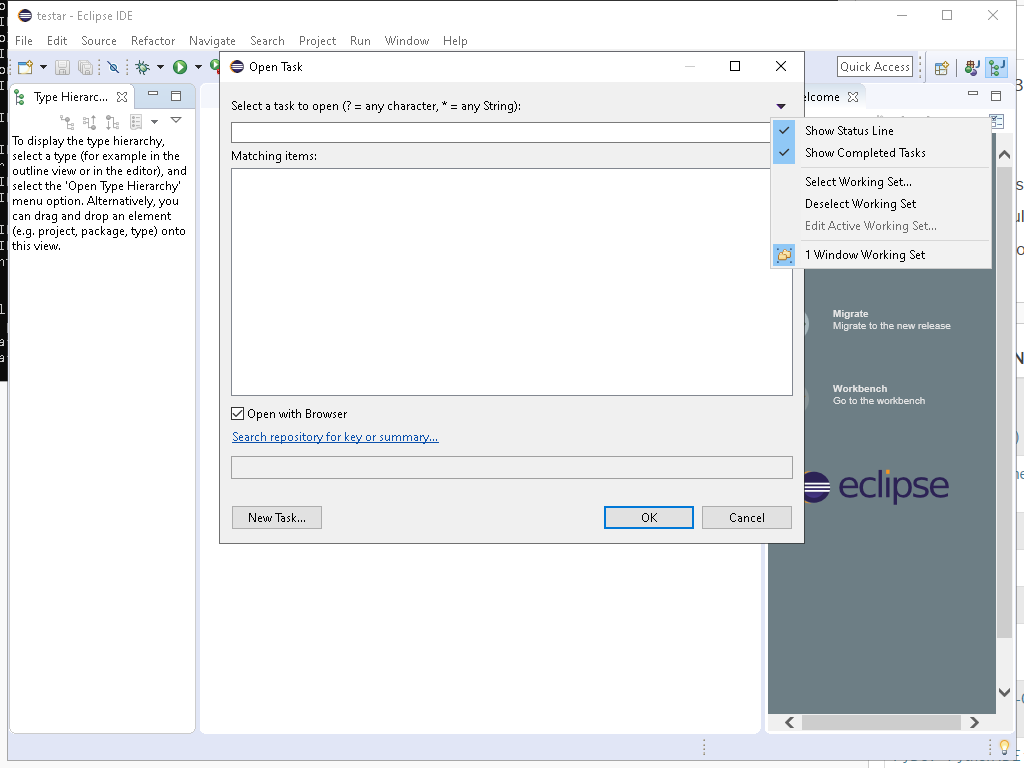 testar - Eclipse IDE
File Edit Source Refactor Navigate Search Project Run Window Help
Quick Access
Type Hierarc...
To display the type hierarchy,
select a type (for example in the
outline view or in the editor), and
select the 'Open Type Hierarchy'
menu option. Alternatively, you
can drag and drop an element
(e.g. project, package, type) onto
this view.
Open Task
Select a task to open (? = any character, * = any String):
Matching items:
Open with Browser
Search repository for key or summary...
New Task...
OK
Cancel
elcome
Show Status Line
Show Completed Tasks
Select Working Set...
Deselect Working Set
Edit Active Working Set...
1 Window Working Set
Migrate
Migrate to the new release
Workbench
Go to the workbench
eclipse